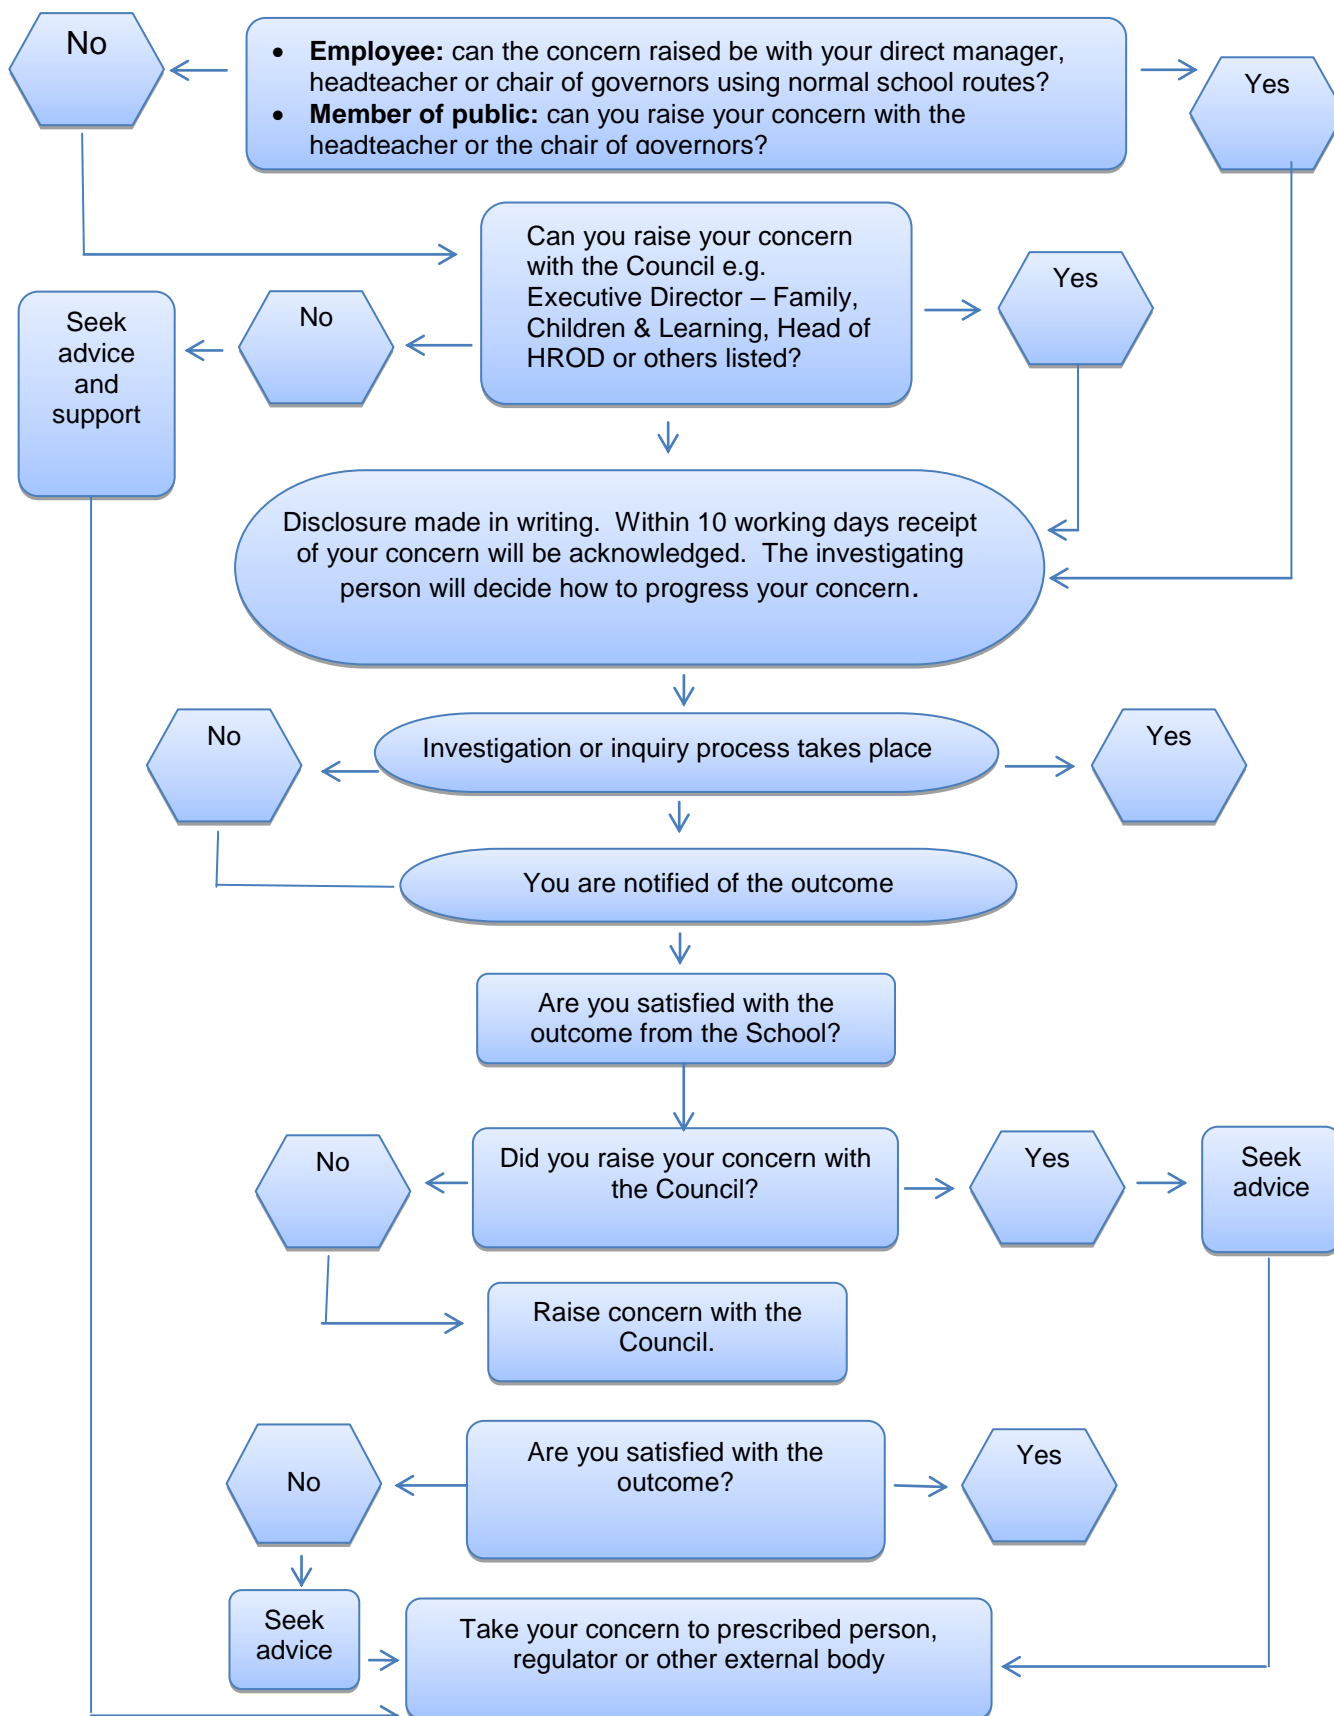 No
• Employee: can the concern raised be with your direct manager,
headteacher or chair of governors using normal school routes?
• Member of public: can you raise your concern with the
headteacher or the chair of governors?
Yes
Can you raise your concern
with the Council e.g.
Executive Director – Family,
Children & Learning, Head of
HROD or others listed?
Yes
No
Seek
advice
and
support
Disclosure made in writing.  Within 10 working days receipt
of your concern will be acknowledged.  The investigating
person will decide how to progress your concern.
No
Investigation or inquiry process takes place
Yes
You are notified of the outcome
Are you satisfied with the
outcome from the School?
No
Did you raise your concern with
the Council?
Yes
Seek
advice
Raise concern with the
Council.
No
Are you satisfied with the
outcome?
Yes
Seek
advice
Take your concern to prescribed person,
regulator or other external body